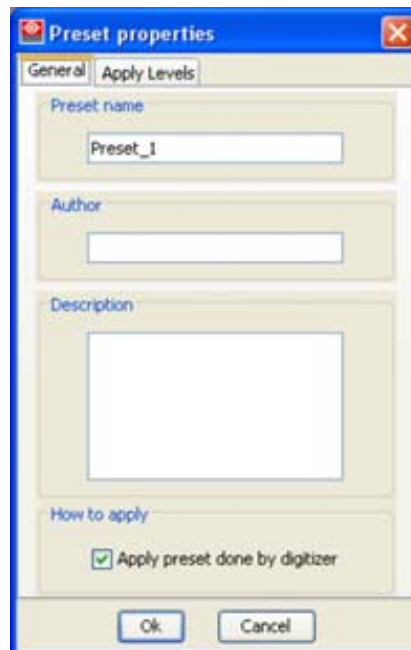 Preset properties
General Apply Levels
Preset name
Preset_1
Author
Description
How to apply
Apply preset done by digitizer
Ok Cancel